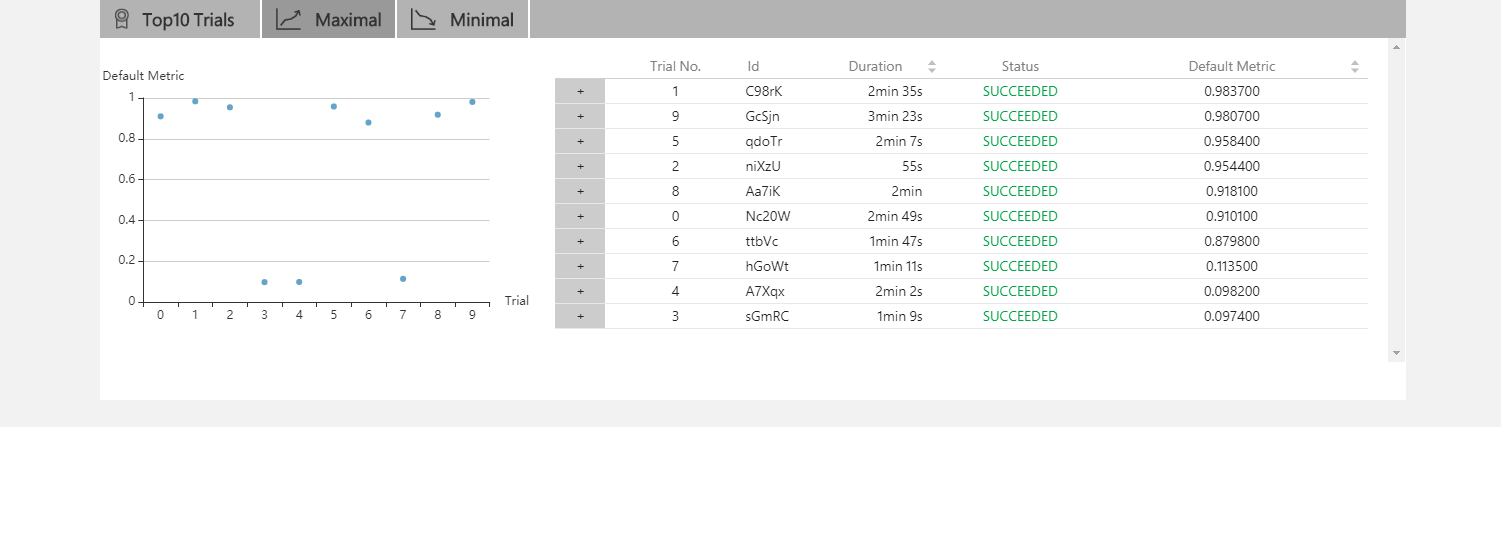 Top10 Trials Maximal Minimal
Default Metric
1
0.8
0.6
0.4
0.2
0
0 1 2 3 4 5 6 7 8 9
Trial
Trial No. Id Duration Status Default Metric
+ 1 C98rK 2min 35s SUCCEEDED 0.983700
+ 9 GcSjn 3min 23s SUCCEEDED 0.980700
+ 5 qdoTr 2min 7s SUCCEEDED 0.958400
+ 2 niXzU 55s SUCCEEDED 0.954400
+ 8 Aa7iK 2min SUCCEEDED 0.918100
+ 0 Nc20W 2min 49s SUCCEEDED 0.910100
+ 6 ttbVc 1min 47s SUCCEEDED 0.879800
+ 7 hGoWt 1min 11s SUCCEEDED 0.113500
+ 4 A7Xqx 2min 2s SUCCEEDED 0.098200
+ 3 sGmRC 1min 9s SUCCEEDED 0.097400